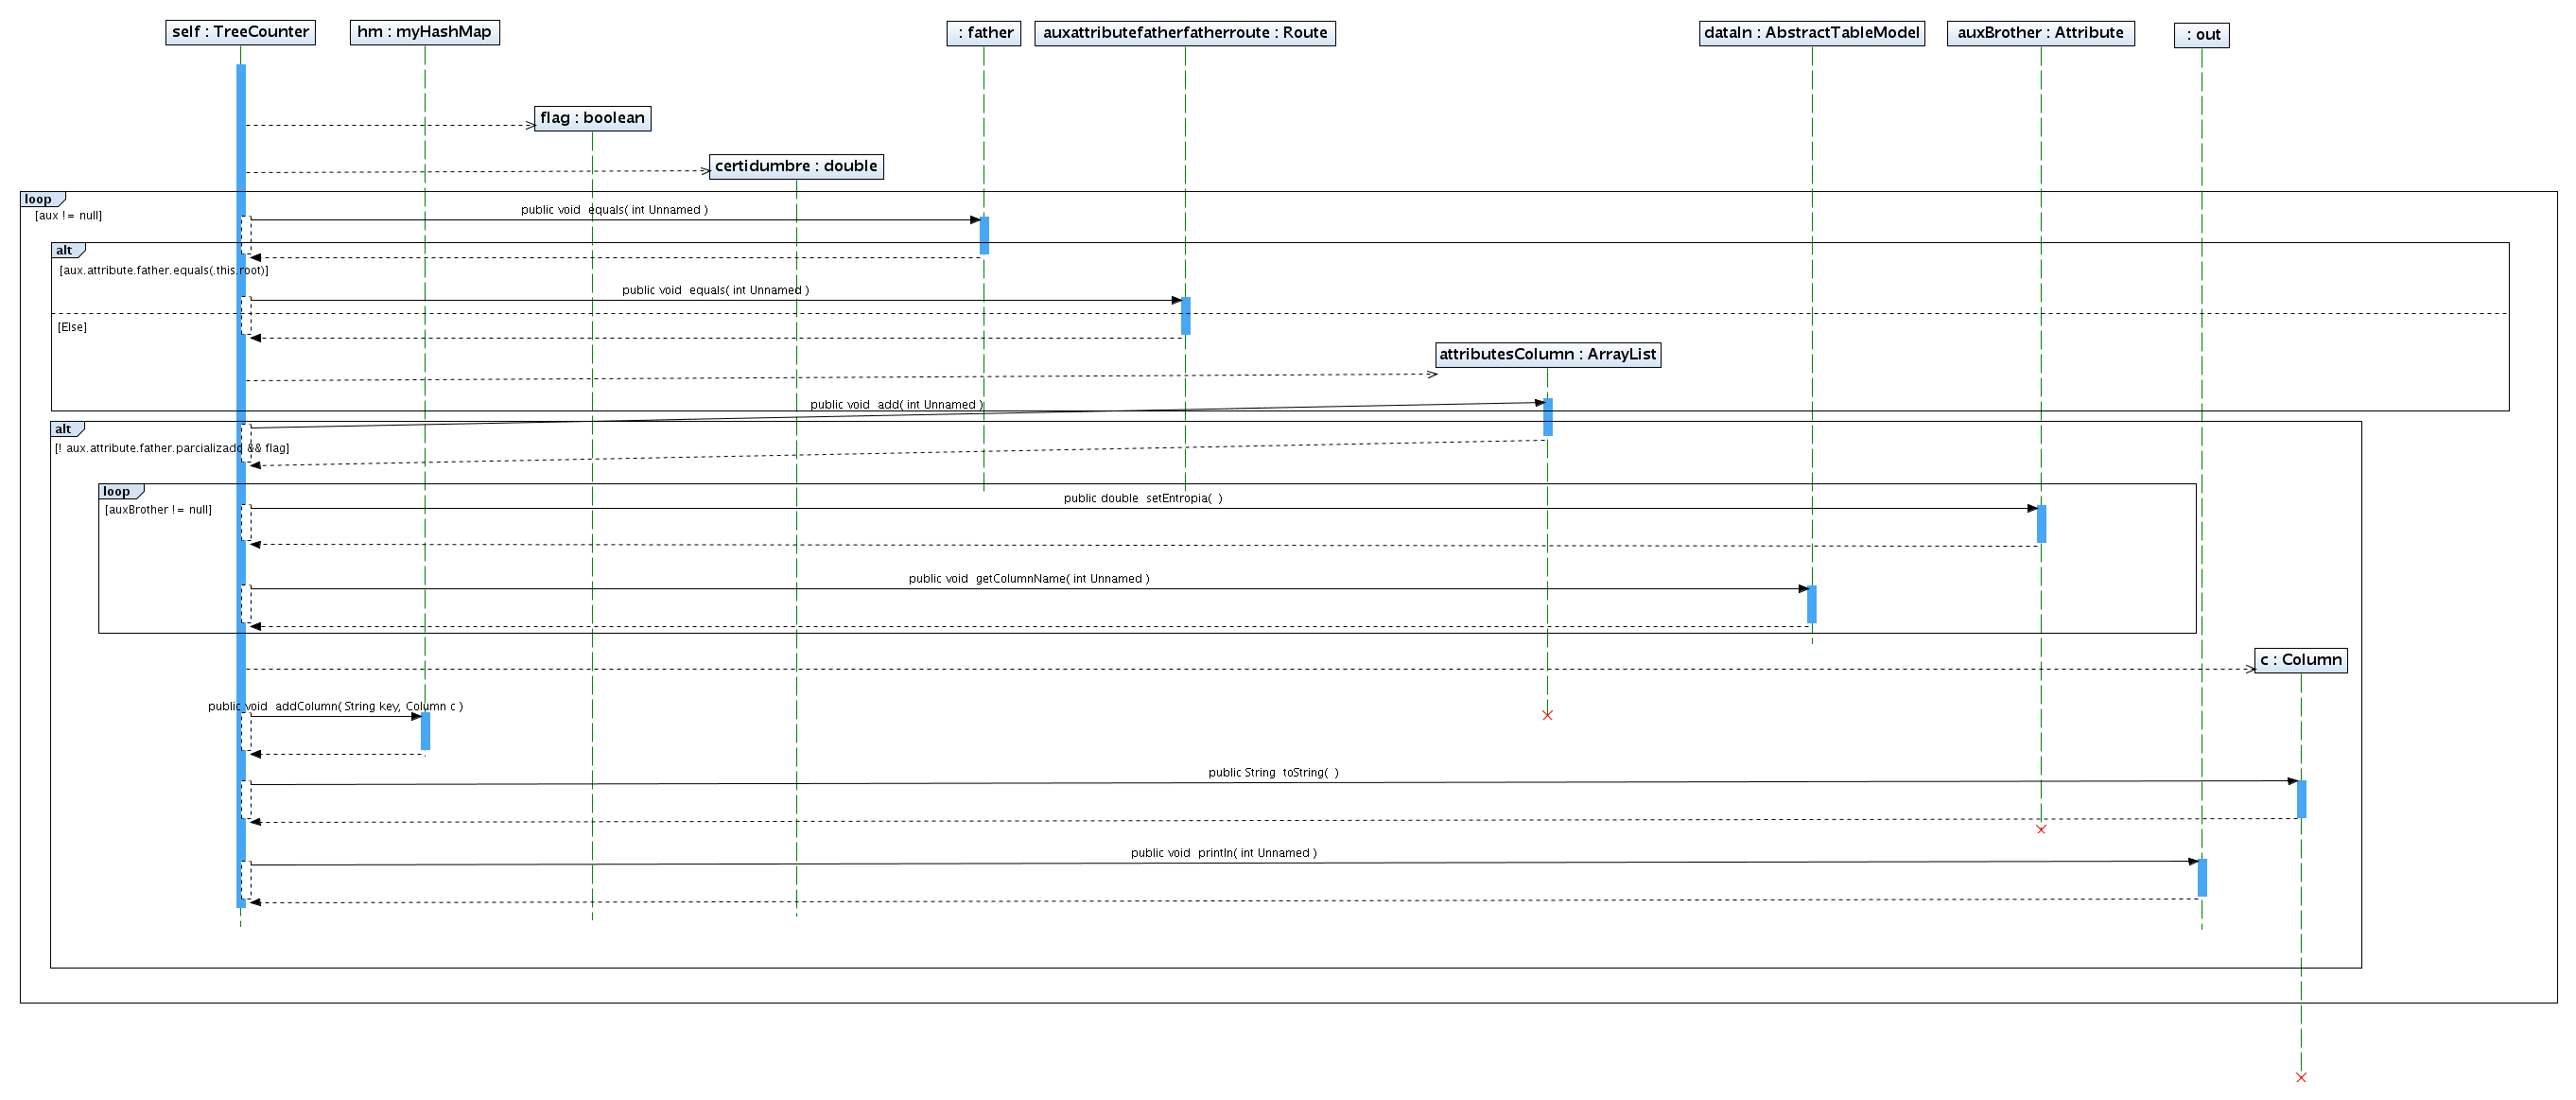 self : TreeCounter
hm : myHashMap
: father
auxattributefatherfatherroute : Route
dataIn : AbstractTableModel
auxBrother : Attribute
: out
flag : boolean
certidumbre : double
loop
[aux != null]
public void equals( int Unnamed )
alt
[aux.attribute.father.equals(.this.root)]
public void equals( int Unnamed )
[Else]
attributesColumn : ArrayList
public void add( int Unnamed )
alt
[! aux.attribute.father.parcializado && flag]
loop
[auxBrother != null]
public double setEntropia( )
public void getColumnName( int Unnamed )
c : Column
public void addColumn( String key, Column c )
public String toString( )
public void println( int Unnamed )